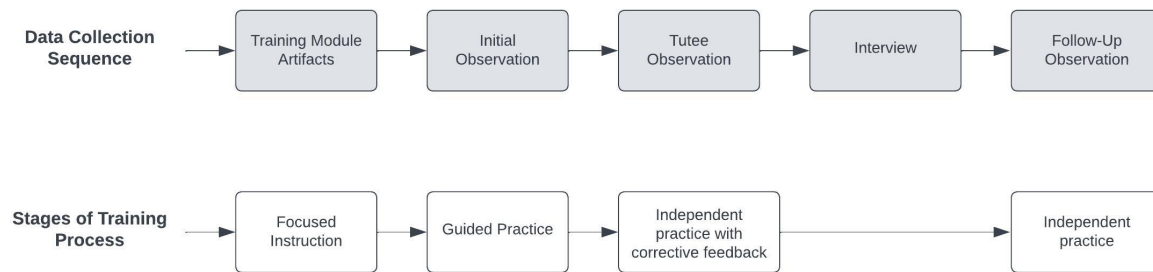 Data Collection
Sequence
Training Module
Artifacts
Initial
Observation
Tutee
Observation
Interview
Follow-Up
Observation
Stages of Training
Process
Focused
Instruction
Guided Practice
Independent
practice with
corrective feedback
Independent
practice